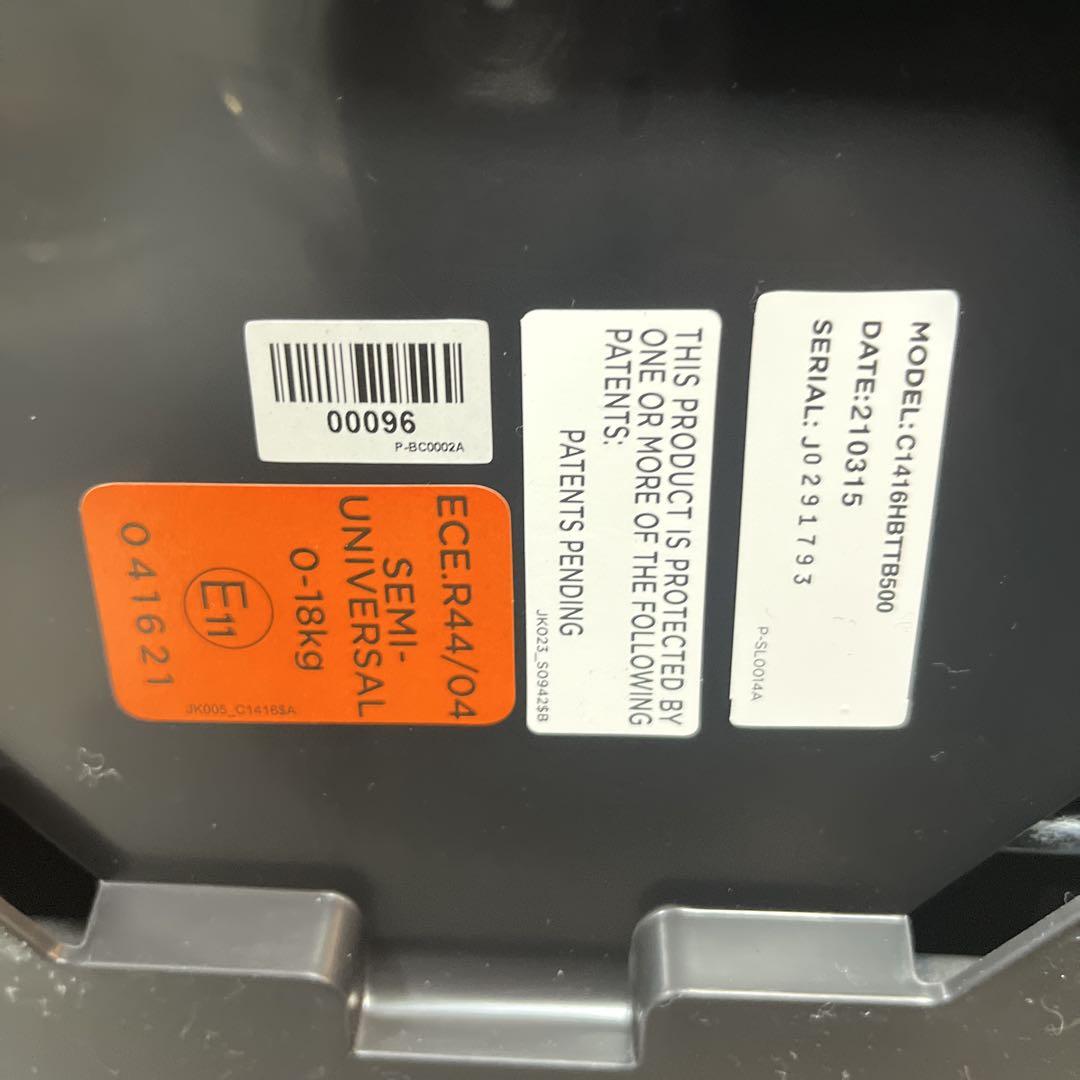 MODEL:C1416HBTTB500
DATE:210315
SERIAL: J0291793
P-SL0014A
THIS PRODUCT IS PROTECTED BY
ONE OR MORE OF THE FOLLOWING
PATENTS:
PATENTS PENDING
JK023_S0942$B
00096
P-BC0002A
ECE.R44/04
SEMI-
UNIVERSAL
0-18kg
E11
041621
JK005_C1416$A